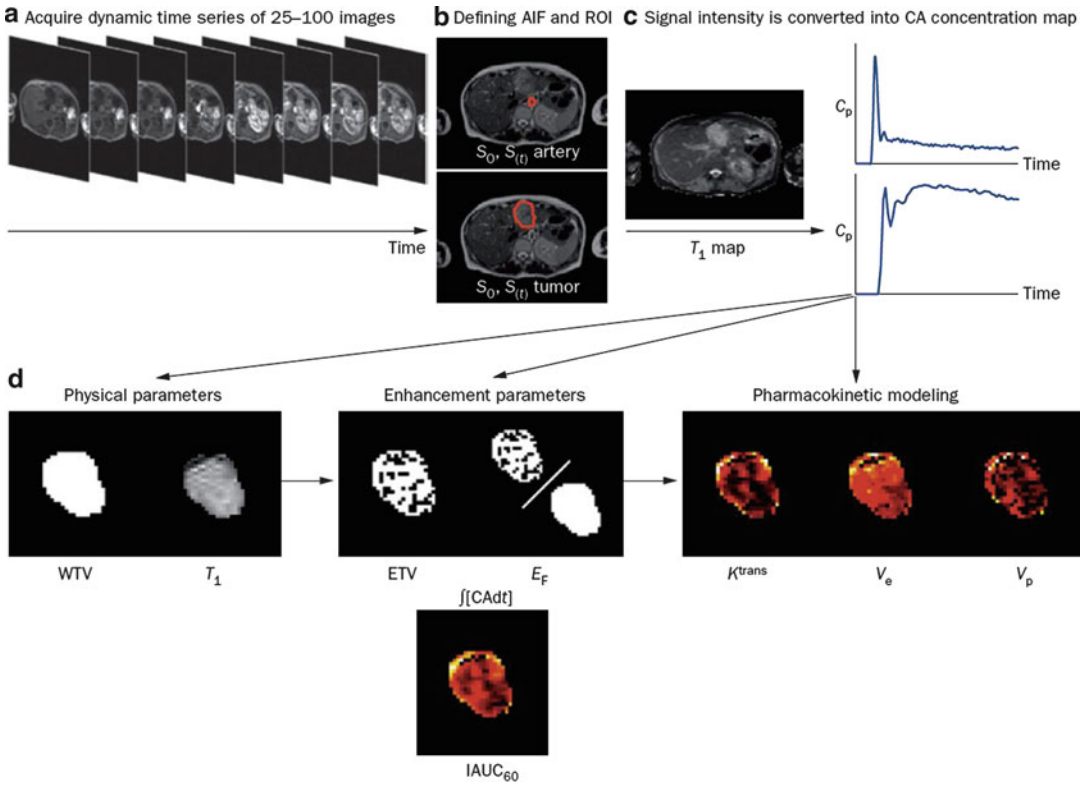 a Acquire dynamic time series of 25–100 images
Time
b Defining AIF and ROI
S₀, S₍ₜ₎ artery
S₀, S₍ₜ₎ tumor
c Signal intensity is converted into CA concentration map
T₁ map
Cₚ
Time
Cₚ
Time
d
Physical parameters
WTV
T₁
Enhancement parameters
ETV
E_F
∫[CAdt]
IAUC₆₀
Pharmacokinetic modeling
Kᵗʳᵃⁿˢ
Vₑ
Vₚ